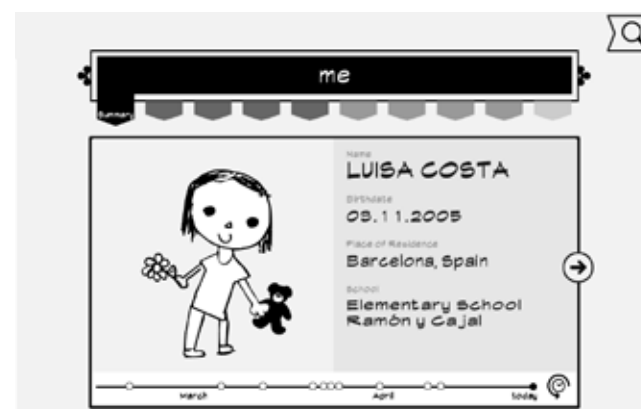 me
Summary
Name
LUISA COSTA
Birthdate
03.11.2005
Place of Residence
Barcelona, Spain
School
Elementary School
Ramón y Cajal
March
April
today